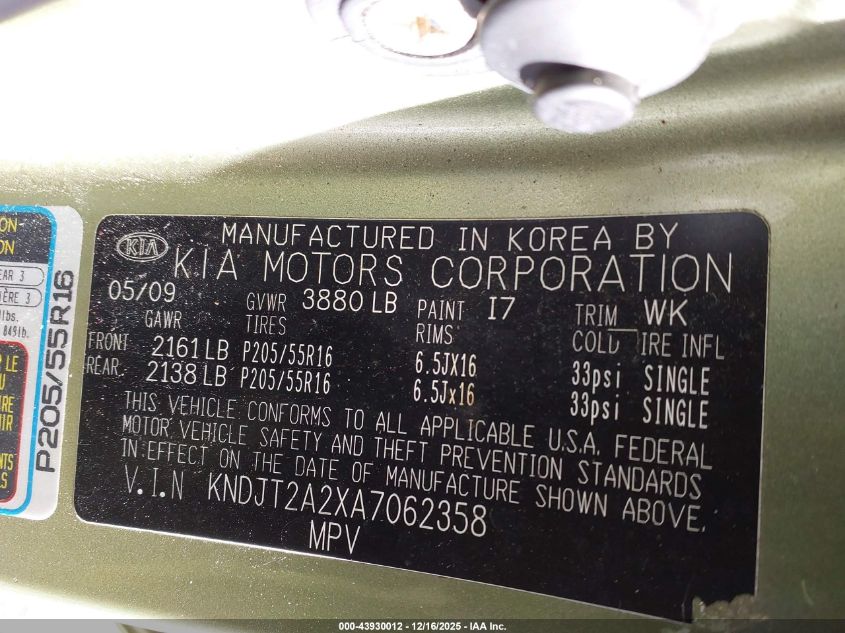 KIA
MANUFACTURED IN KOREA BY
KIA MOTORS CORPORATION
05/09 GVWR 3880 LB PAINT I7 TRIM WK
GAWR TIRES RIMS COLD IRE INFL
FRONT 2161 LB P205/55R16 6.5JX16 33psi SINGLE
REAR 2138 LB P205/55R16 6.5Jx16 33psi SINGLE
THIS VEHICLE CONFORMS TO ALL APPLICABLE U.S.A. FEDERAL
MOTOR VEHICLE SAFETY AND THEFT PREVENTION STANDARDS
IN EFFECT ON THE DATE OF MANUFACTURE SHOWN ABOVE.
V.I.N KNDJT2A2XA7062358
MPV
P205/55R16
000-43930012 - 12/16/2025 - IAA Inc.